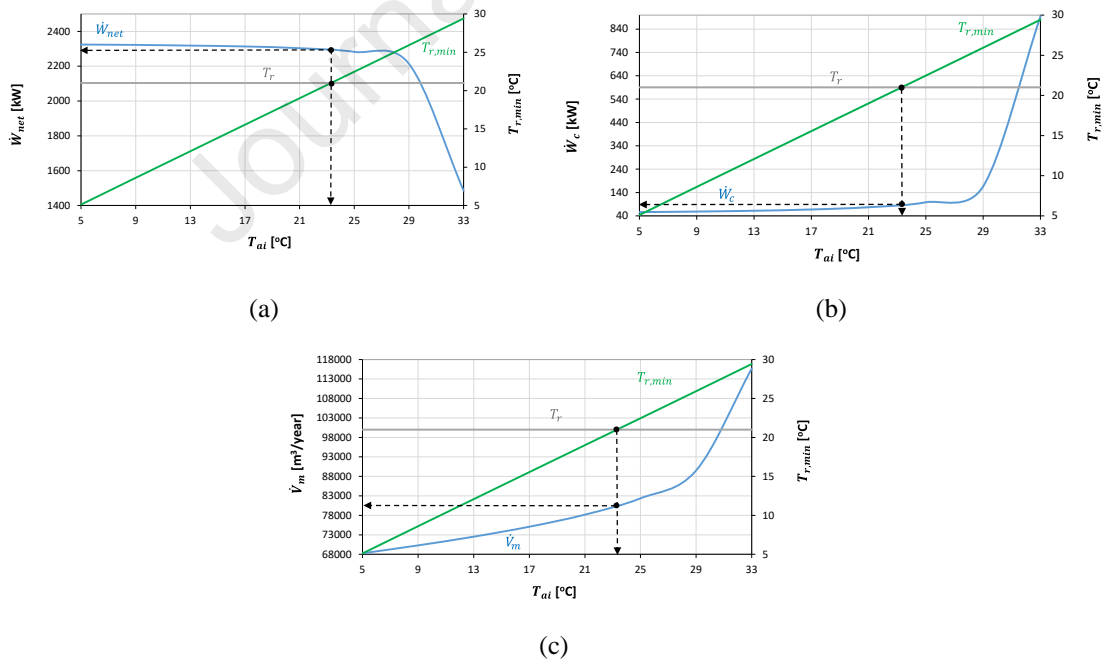 2400
2200
2000
1800
1600
1400
Ẇnet [kW]
Ẇnet
Tr,min
Tr
30
25
20
15
10
5
Tr,min [°C]
5 9 13 17 21 25 29 33
Tai [°C]
Journa
(a)
840
740
640
540
440
340
240
140
40
Ẇc [kW]
Tr,min
Tr
Ẇc
30
25
20
15
10
5
Tr,min [°C]
5 9 13 17 21 25 29 33
Tai [°C]
(b)
118000
113000
108000
103000
98000
93000
88000
83000
78000
73000
68000
V̇m [m³/year]
Tr,min
Tr
V̇m
30
25
20
15
10
5
Tr,min [°C]
5 9 13 17 21 25 29 33
Tai [°C]
(c)